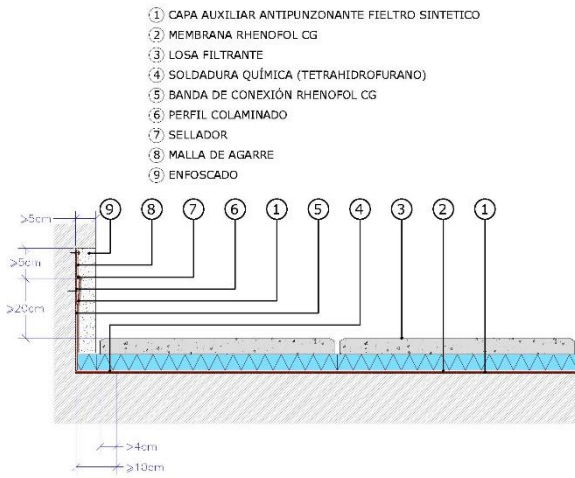 ① CAPA AUXILIAR ANTIPUNZONANTE FIELTRO SINTETICO
② MEMBRANA RHENOFOL CG
③ LOSA FILTRANTE
④ SOLDADURA QUÍMICA (TETRAHIDROFURANO)
⑤ BANDA DE CONEXIÓN RHENOFOL CG
⑥ PERFIL COLAMINADO
⑦ SELLADOR
⑧ MALLA DE AGARRE
⑨ ENFOSCADO
⑨ ⑧ ⑦ ⑥ ① ⑤ ④ ③ ② ①
≥5cm
≥5cm
≥20cm
>4cm
≥10cm